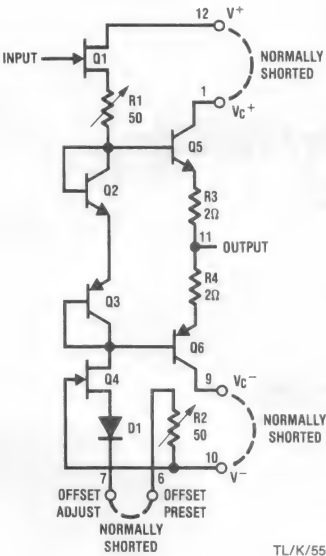 12 V+
INPUT
Q1
NORMALLY
SHORTED
R1
50
1 VC+
Q5
Q2
R3
2Ω
11
OUTPUT
R4
2Ω
Q3
Q6
9 VC−
Q4
D1
R2
50
NORMALLY
SHORTED
10 V−
7 6
OFFSET
ADJUST
OFFSET
PRESET
NORMALLY
SHORTED
TL/K/55